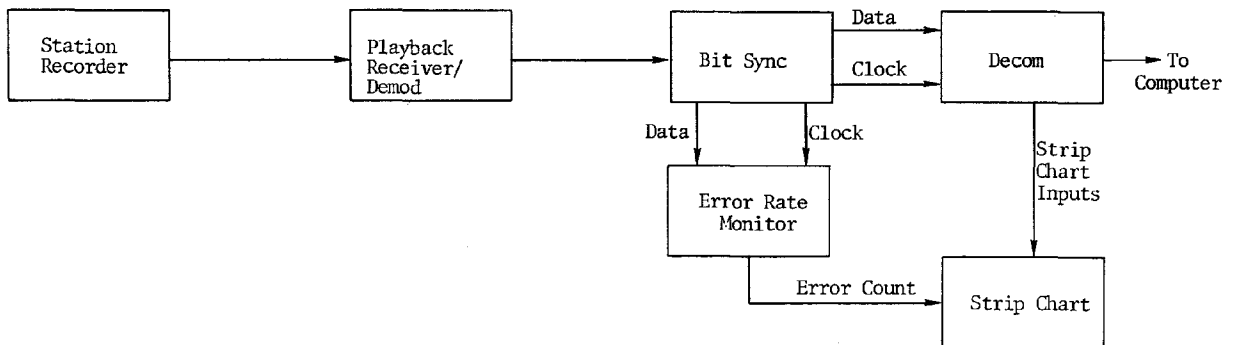 Station
Recorder
Playback
Receiver/
Demod
Bit Sync
Data
Clock
Decom
To
Computer
Data
Clock
Error Rate
Monitor
Strip
Chart
Inputs
Error Count
Strip Chart